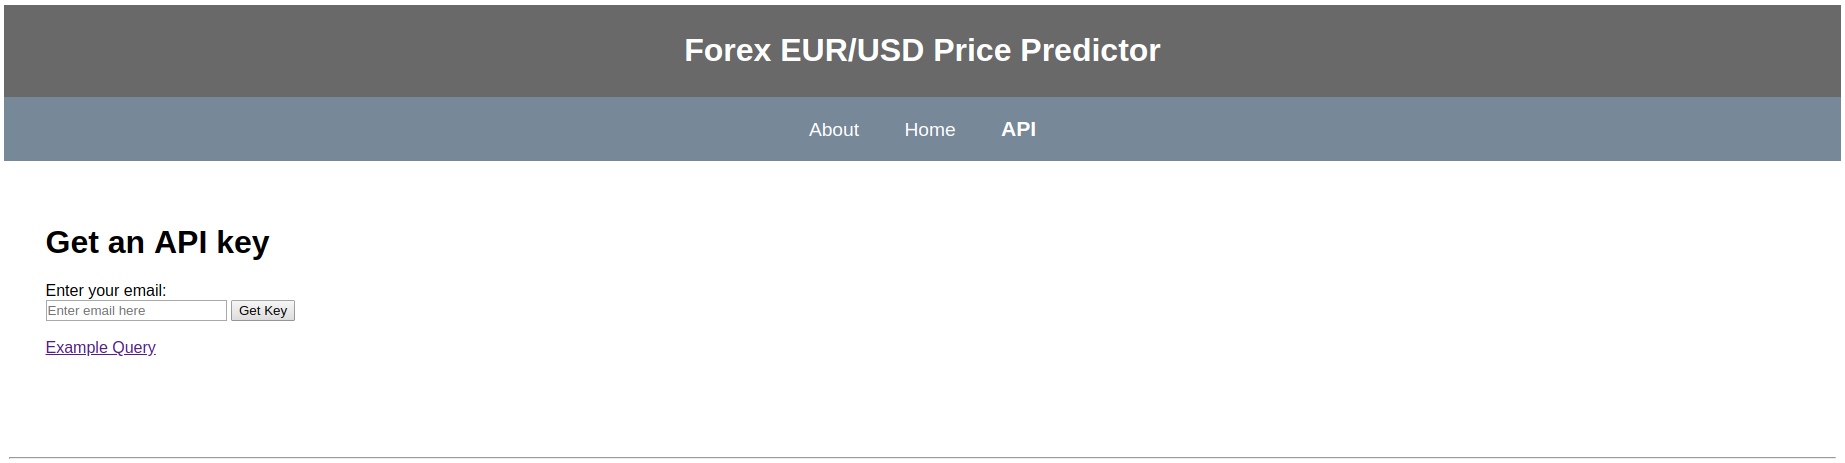 Forex EUR/USD Price Predictor
About Home API
Get an API key
Enter your email:
Enter email here Get Key
Example Query